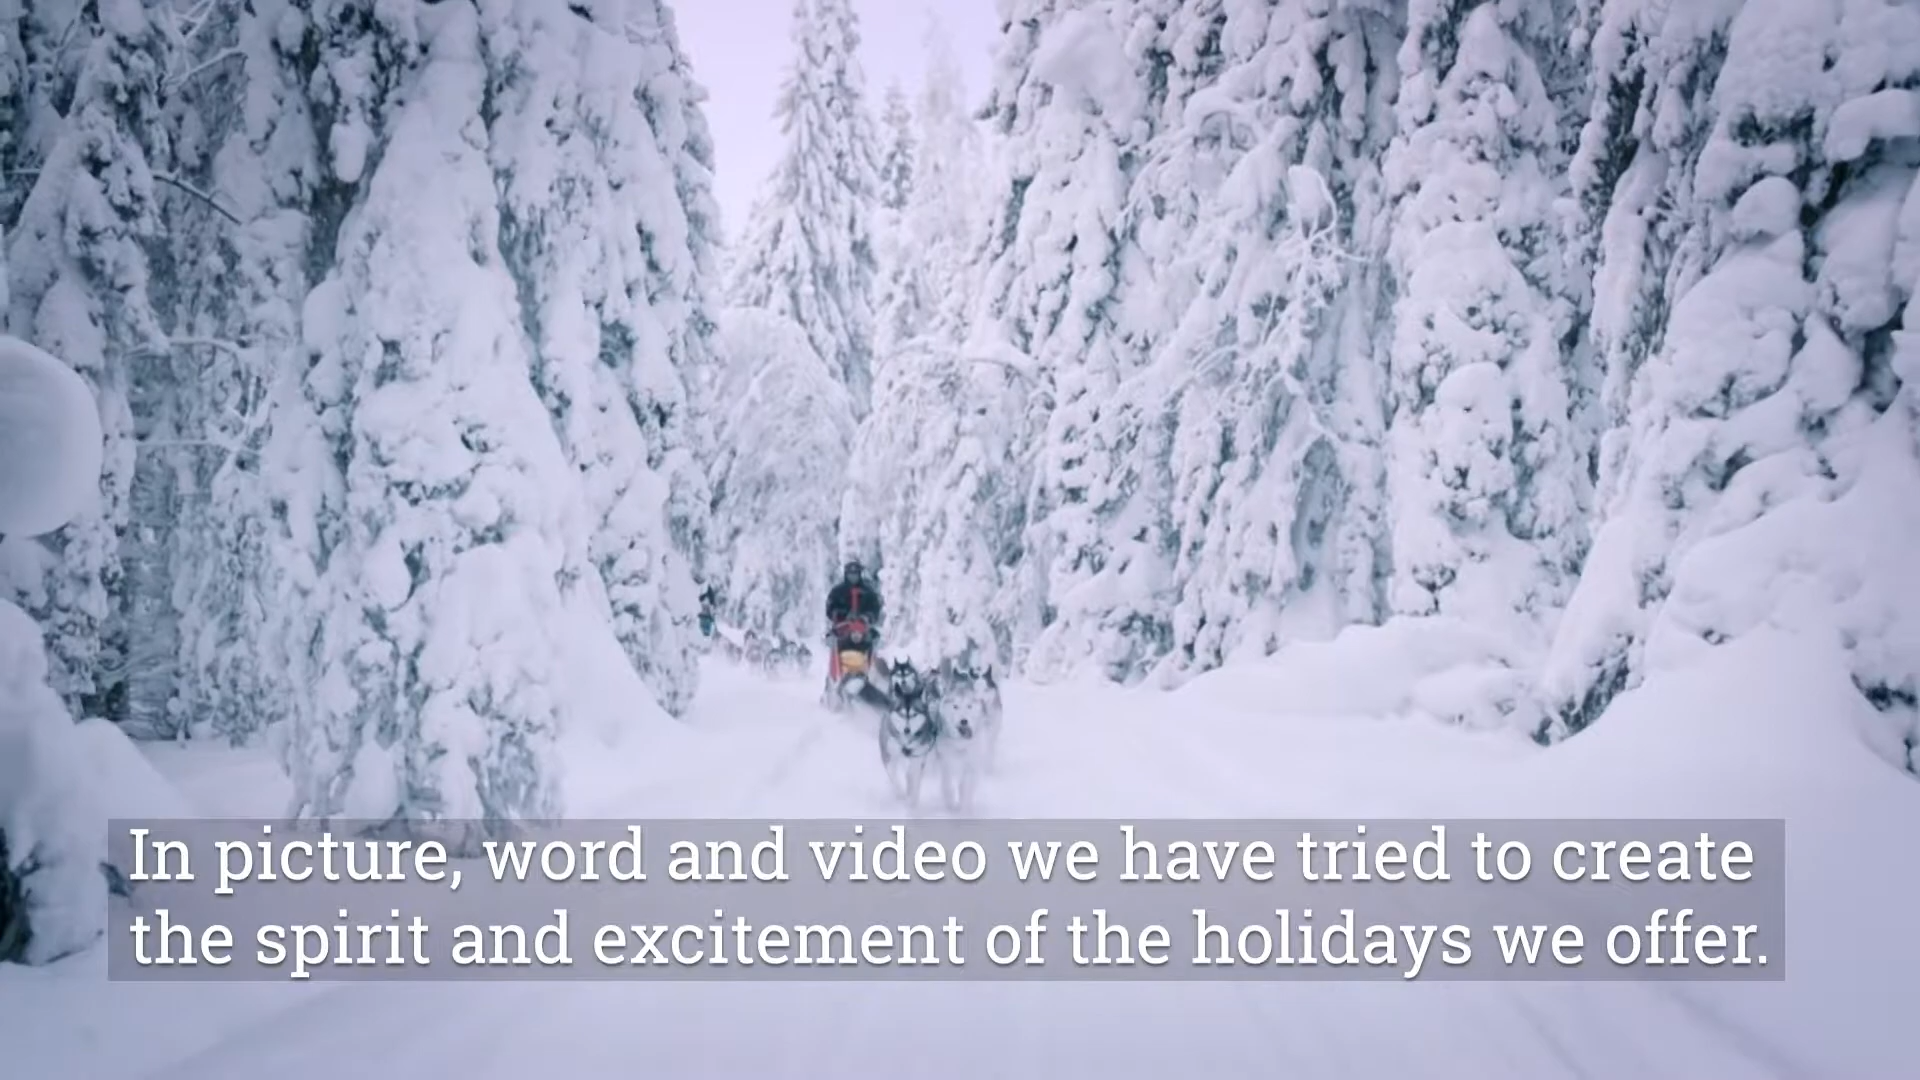 In picture, word and video we have tried to create
the spirit and excitement of the holidays we offer.